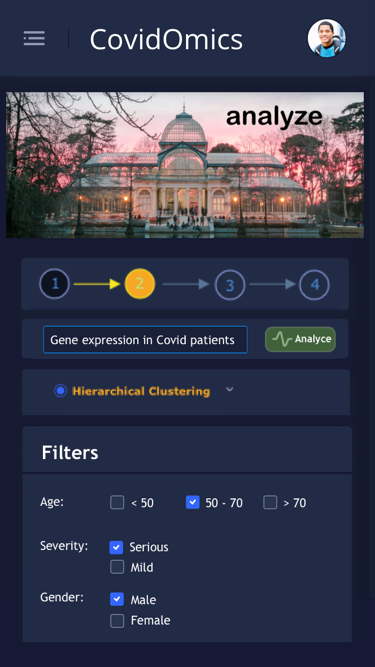 CovidOmics
analyze
1 2 3 4
Gene expression in Covid patients Analyce
Hierarchical Clustering
Filters
Age: < 50 50 - 70 > 70
Severity: Serious
Mild
Gender: Male
Female